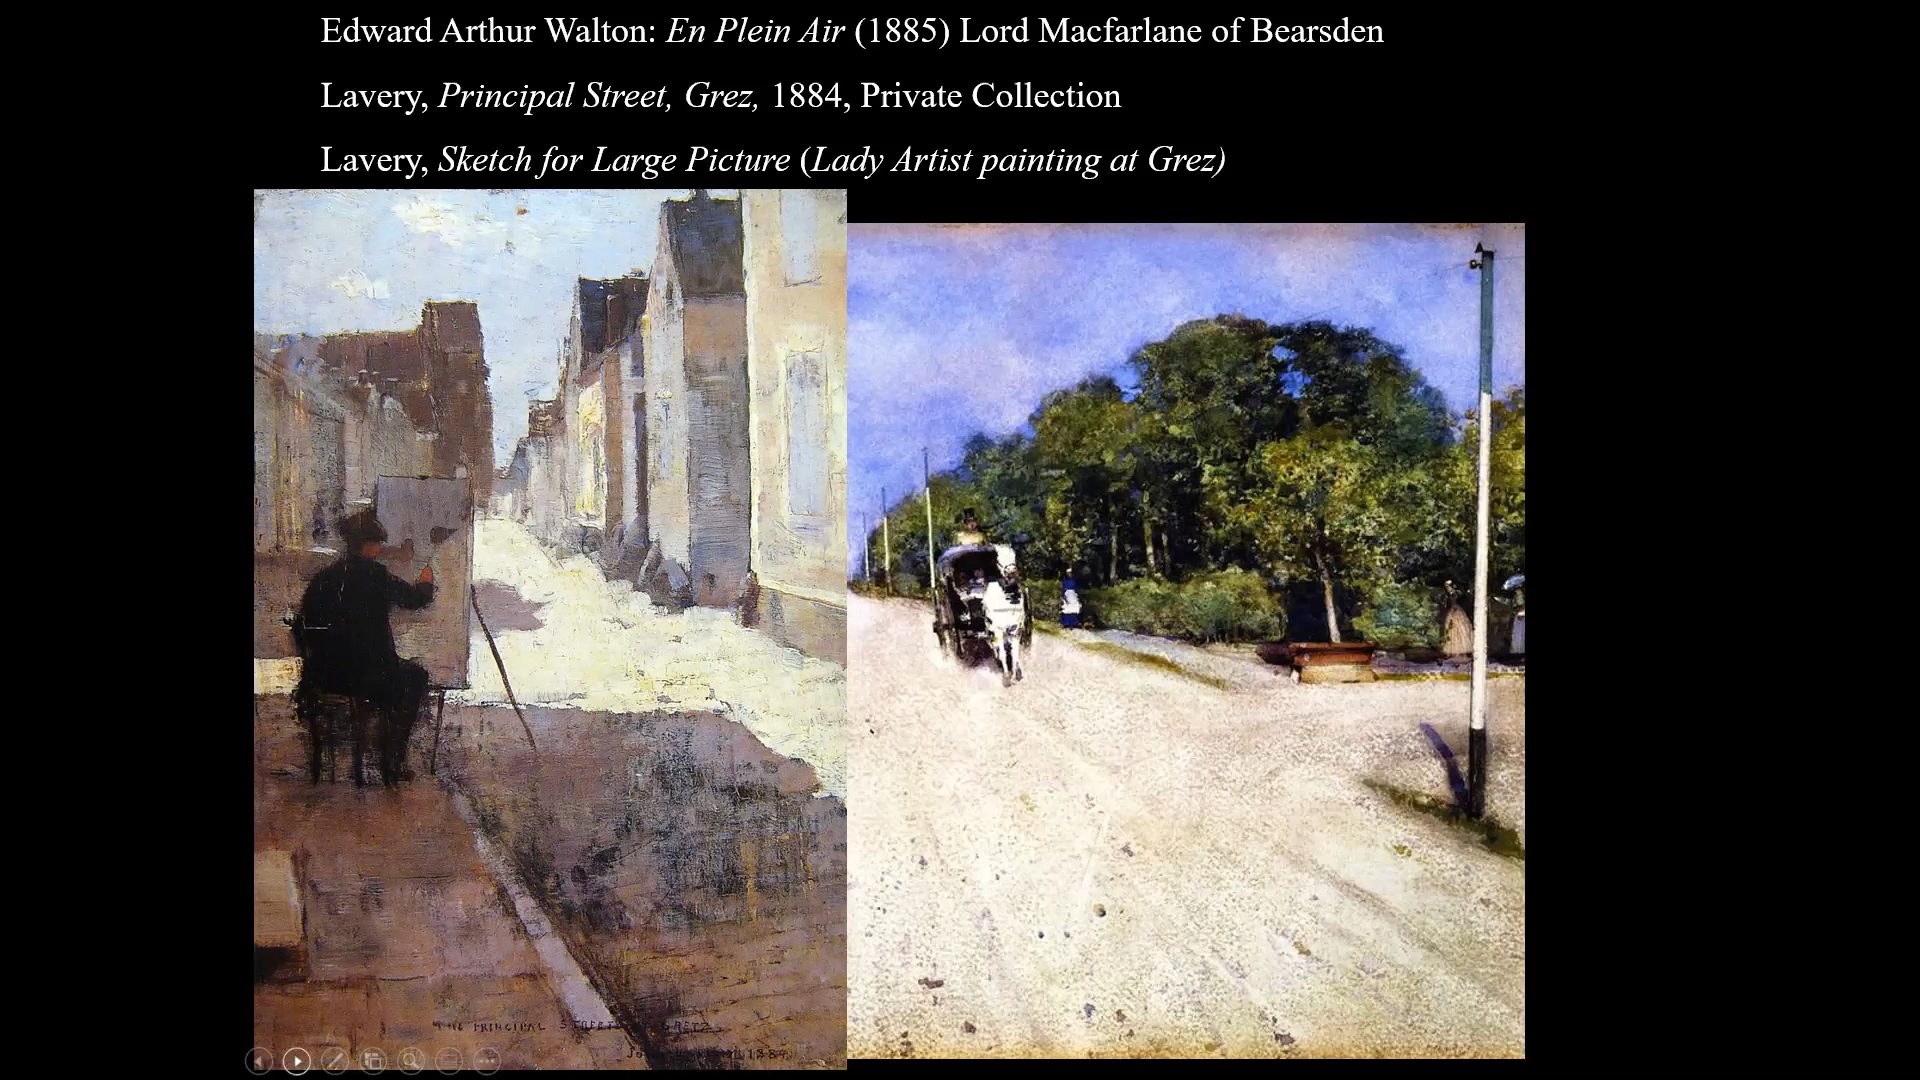 Edward Arthur Walton: En Plein Air (1885) Lord Macfarlane of Bearsden
Lavery, Principal Street, Grez, 1884, Private Collection
Lavery, Sketch for Large Picture (Lady Artist painting at Grez)
THE PRINCIPAL STREET GRETZ
1884